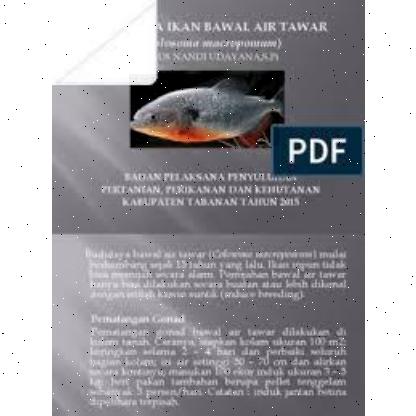 A IKAN BAWAL AIR TAWAR
Colosoma macropomum)
NANDI UDAYANA,S.Pi
PDF
BADAN PELAKSANA PENYULUHAN
PERTANIAN, PERIKANAN DAN KEHUTANAN
KABUPATEN TABANAN TAHUN 2015
Budidaya bawal air tawar (Colosoma macropomum) mulai
berkembang sejak 15 tahun yang lalu. Ikan inipun tidak
bisa memijah secara alami. Pemijahan bawal air tawar
hanya bisa dilakukan secara buatan atau lebih dikenal
dengan istilah kawin suntik (induce breeding).
Pematangan Gonad
Pematangan gonad bawal air tawar dilakukan di
kolam tanah. Caranya, siapkan kolam ukuran 100 m2;
keringkan selama 2 – 4 hari dan perbaiki seluruh
bagian kolam; isi air setinggi 50 – 70 cm dan alirkan
secara kontinyu; masukan 100 ekor induk ukuran 3 – 5
kg; beri pakan tambahan berupa pellet tenggelam
sebanyak 3 persen/hari. Catatan : induk jantan betina
dipelihara terpisah.